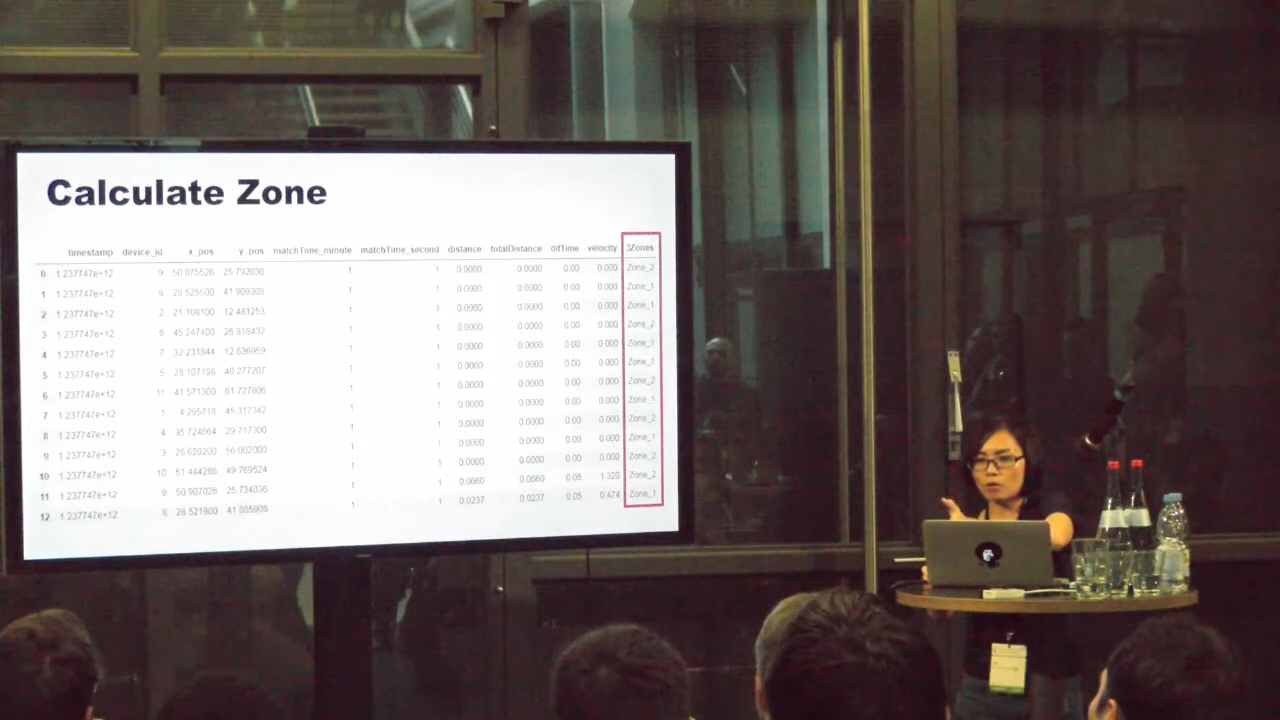 Calculate Zone
timestamp device_id x_pos y_pos matchTime_minute matchTime_second distance totalDistance difTime velocity 3Zones
0 1.237747e+12 9 50.875526 25.792036 1 1 0.0000 0.0000 0.00 0.000 Zone_2
1 1.237747e+12 8 28.525500 41.909308 1 1 0.0000 0.0000 0.00 0.000 Zone_1
2 1.237747e+12 2 21.108100 12.481253 1 1 0.0000 0.0000 0.00 0.000 Zone_1
3 1.237747e+12 6 45.247400 26.818432 1 1 0.0000 0.0000 0.00 0.000 Zone_2
4 1.237747e+12 7 32.231844 12.636959 1 1 0.0000 0.0000 0.00 0.000 Zone_1
5 1.237747e+12 5 28.107198 40.277207 1 1 0.0000 0.0000 0.00 0.000 Zone_1
6 1.237747e+12 11 41.571300 61.727806 1 1 0.0000 0.0000 0.00 0.000 Zone_2
7 1.237747e+12 1 4.295718 45.317342 1 1 0.0000 0.0000 0.00 0.000 Zone_1
8 1.237747e+12 4 35.724664 29.717300 1 1 0.0000 0.0000 0.00 0.000 Zone_2
9 1.237747e+12 3 26.620200 56.002000 1 1 0.0000 0.0000 0.00 0.000 Zone_1
10 1.237747e+12 10 51.444286 49.769524 1 1 0.0000 0.0000 0.00 0.000 Zone_2
11 1.237747e+12 9 50.907026 25.734036 1 1 0.0660 0.0660 0.05 1.320 Zone_2
12 1.237747e+12 8 28.521800 41.885908 1 1 0.0237 0.0237 0.05 0.474 Zone_1